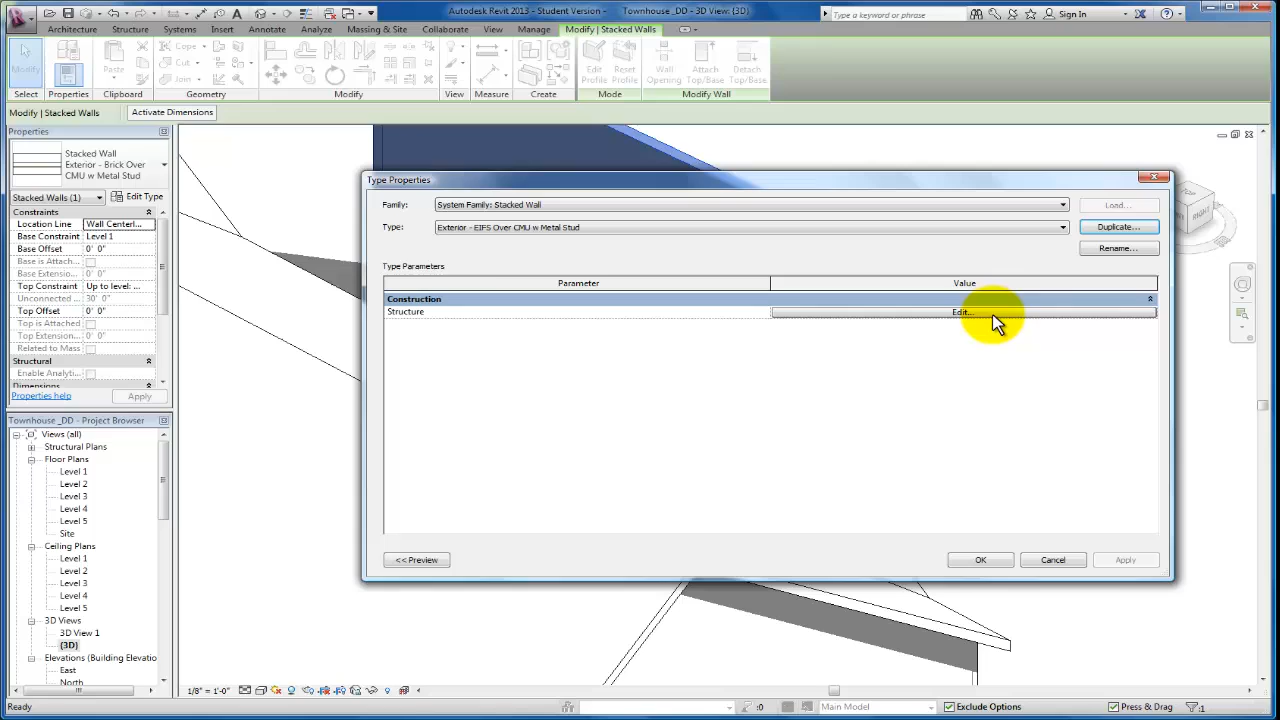 Autodesk Revit 2013 - Student Version - Townhouse_DD - 3D View: {3D}
Type a keyword or phrase
Sign In
Architecture Structure Systems Insert Annotate Analyze Massing & Site Collaborate View Manage Modify | Stacked Walls
Modify
Cope
Cut
Join
Paste
Edit Profile
Reset Profile
Wall Opening
Attach Top/Base
Detach Top/Base
Select Properties Clipboard Geometry Modify View Measure Create Mode Modify Wall
Modify | Stacked Walls
Activate Dimensions
Properties
Stacked Wall
Exterior - Brick Over
CMU w Metal Stud
Stacked Walls (1)
Edit Type
Constraints
Location Line Wall Centerl...
Base Constraint Level 1
Base Offset 0' 0"
Base is Attach...
Base Extension... 0' 0"
Top Constraint Up to level: ...
Unconnected ... 30' 0"
Top Offset 0' 0"
Top is Attached
Top Extension... 0' 0"
Related to Mass
Structural
Enable Analyti...
Dimensions
Properties help
Apply
Townhouse _DD - Project Browser
Views (all)
Structural Plans
Floor Plans
Level 1
Level 2
Level 3
Level 4
Level 5
Site
Ceiling Plans
Level 1
Level 2
Level 3
Level 4
Level 5
3D Views
3D View 1
{3D}
Elevations (Building Elevatio
East
North
Type Properties
Family: System Family: Stacked Wall Load...
Type: Exterior - EIFS Over CMU w Metal Stud Duplicate...
Rename...
Type Parameters
Parameter Value
Construction
Structure Edit...
<< Preview
OK
Cancel
Apply
RIGHT
1/8" = 1'-0"
Ready
:0
Main Model
Exclude Options
Press & Drag
:1